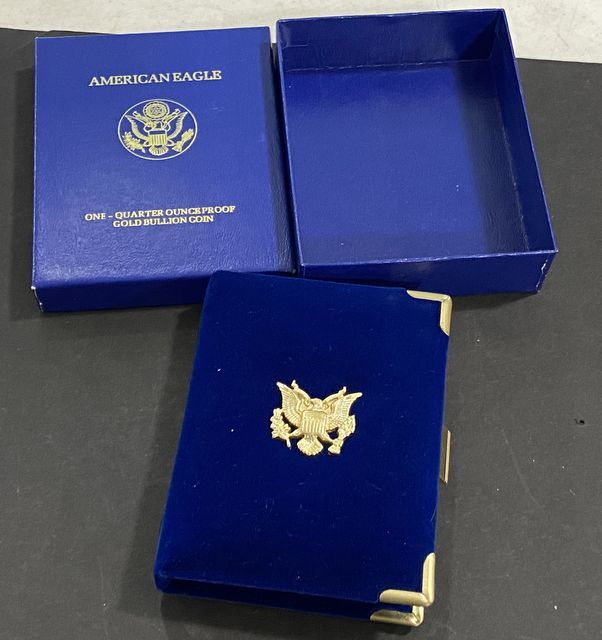 AMERICAN EAGLE
ONE – QUARTER OUNCE PROOF
GOLD BULLION COIN